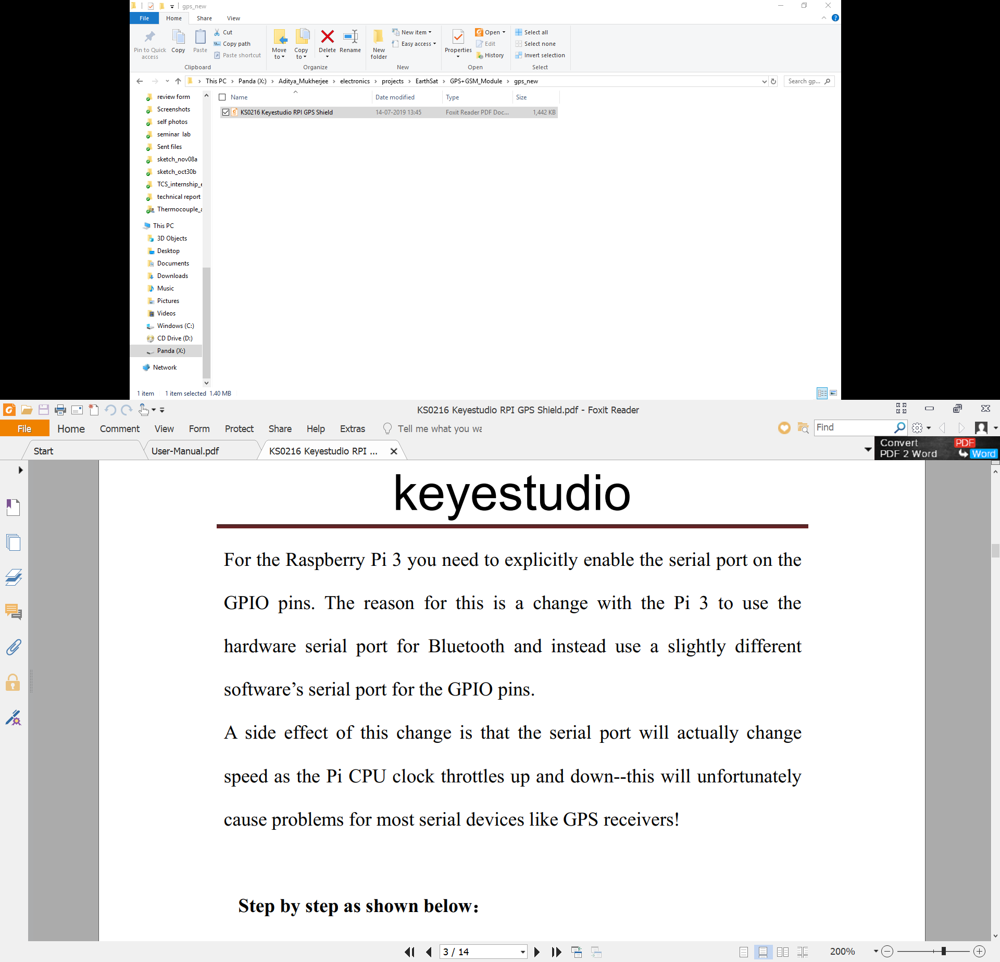 gps_new
File Home Share View
Pin to Quick access
Copy
Paste
Cut
Copy path
Paste shortcut
Clipboard
Move to
Copy to
Delete
Rename
Organize
New folder
New item
Easy access
New
Properties
Open
Edit
History
Open
Select all
Select none
Invert selection
Select
This PC > Panda (X:) > Aditya_Mukherjee > electronics > projects > EarthSat > GPS+GSM_Module > gps_new
Search gp...
Name Date modified Type Size
KS0216 Keyestudio RPI GPS Shield 14-07-2019 13:45 Foxit Reader PDF Doc... 1,442 KB
review form
Screenshots
self photos
seminar lab
Sent files
sketch_nov08a
sketch_oct30b
TCS_internship_e
technical report
Thermocouple_a
This PC
3D Objects
Desktop
Documents
Downloads
Music
Pictures
Videos
Windows (C:)
CD Drive (D:)
Panda (X:)
Network
1 item 1 item selected 1.40 MB
KS0216 Keyestudio RPI GPS Shield.pdf - Foxit Reader
File Home Comment View Form Protect Share Help Extras Tell me what you wa
Find
Start User-Manual.pdf KS0216 Keyestudio RPI ...
Convert PDF
PDF 2 Word Word
keyestudio
For the Raspberry Pi 3 you need to explicitly enable the serial port on the
GPIO pins. The reason for this is a change with the Pi 3 to use the
hardware serial port for Bluetooth and instead use a slightly different
software’s serial port for the GPIO pins.
A side effect of this change is that the serial port will actually change
speed as the Pi CPU clock throttles up and down--this will unfortunately
cause problems for most serial devices like GPS receivers!
Step by step as shown below：
3 / 14
200%